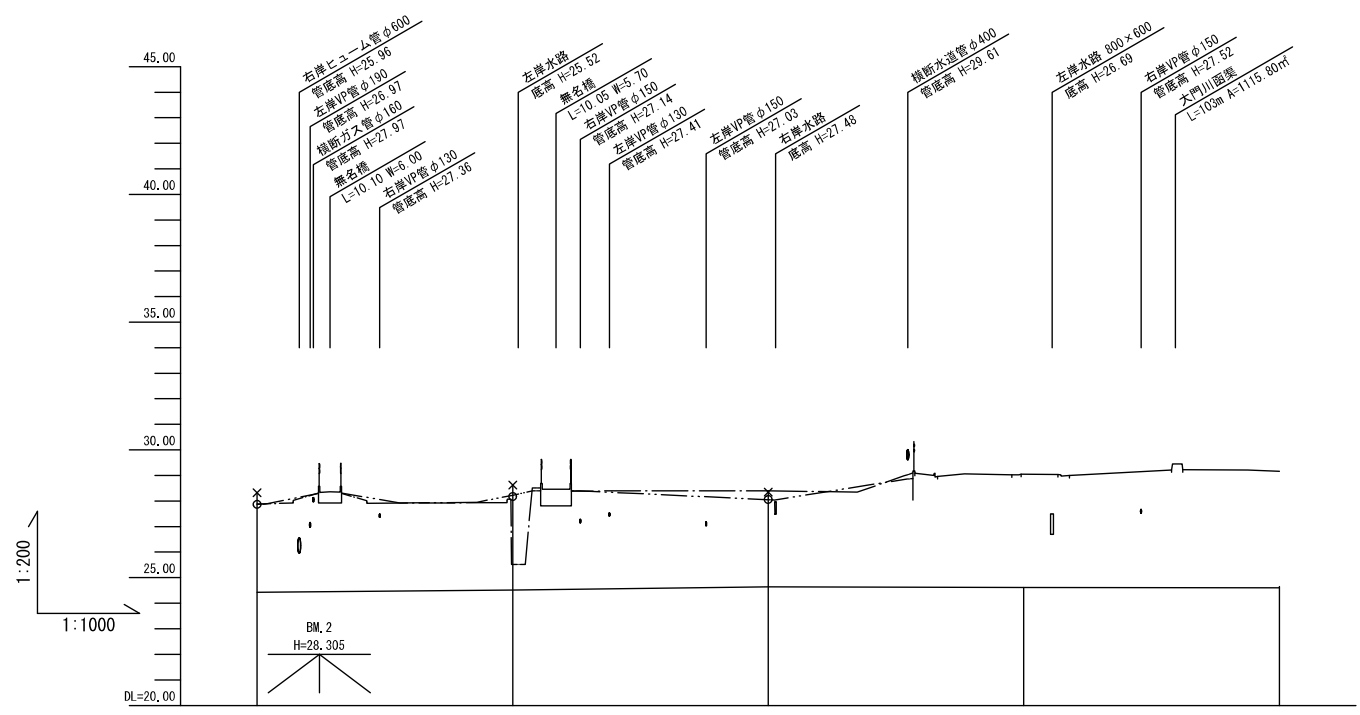 右岸ヒューム管φ600
管底高 H=25.96
左岸VP管φ190
管底高 H=26.97
横断ガス管φ160
管底高 H=27.97
無名橋
L=10.10 W=6.00
右岸VP管φ130
管底高 H=27.36
左岸水路
底高 H=25.52
無名橋
L=10.05 W=5.70
右岸VP管φ150
管底高 H=27.14
左岸VP管φ130
管底高 H=27.41
左岸VP管φ150
管底高 H=27.03
右岸水路
底高 H=27.48
横断水道管φ400
管底高 H=29.61
左岸水路 800×600
底高 H=26.69
右岸VP管φ150
管底高 H=27.52
大門川函渠
L=103m A=1115.80㎡
45.00
40.00
35.00
30.00
25.00
DL=20.00
1:200
1:1000
BM.2
H=28.305